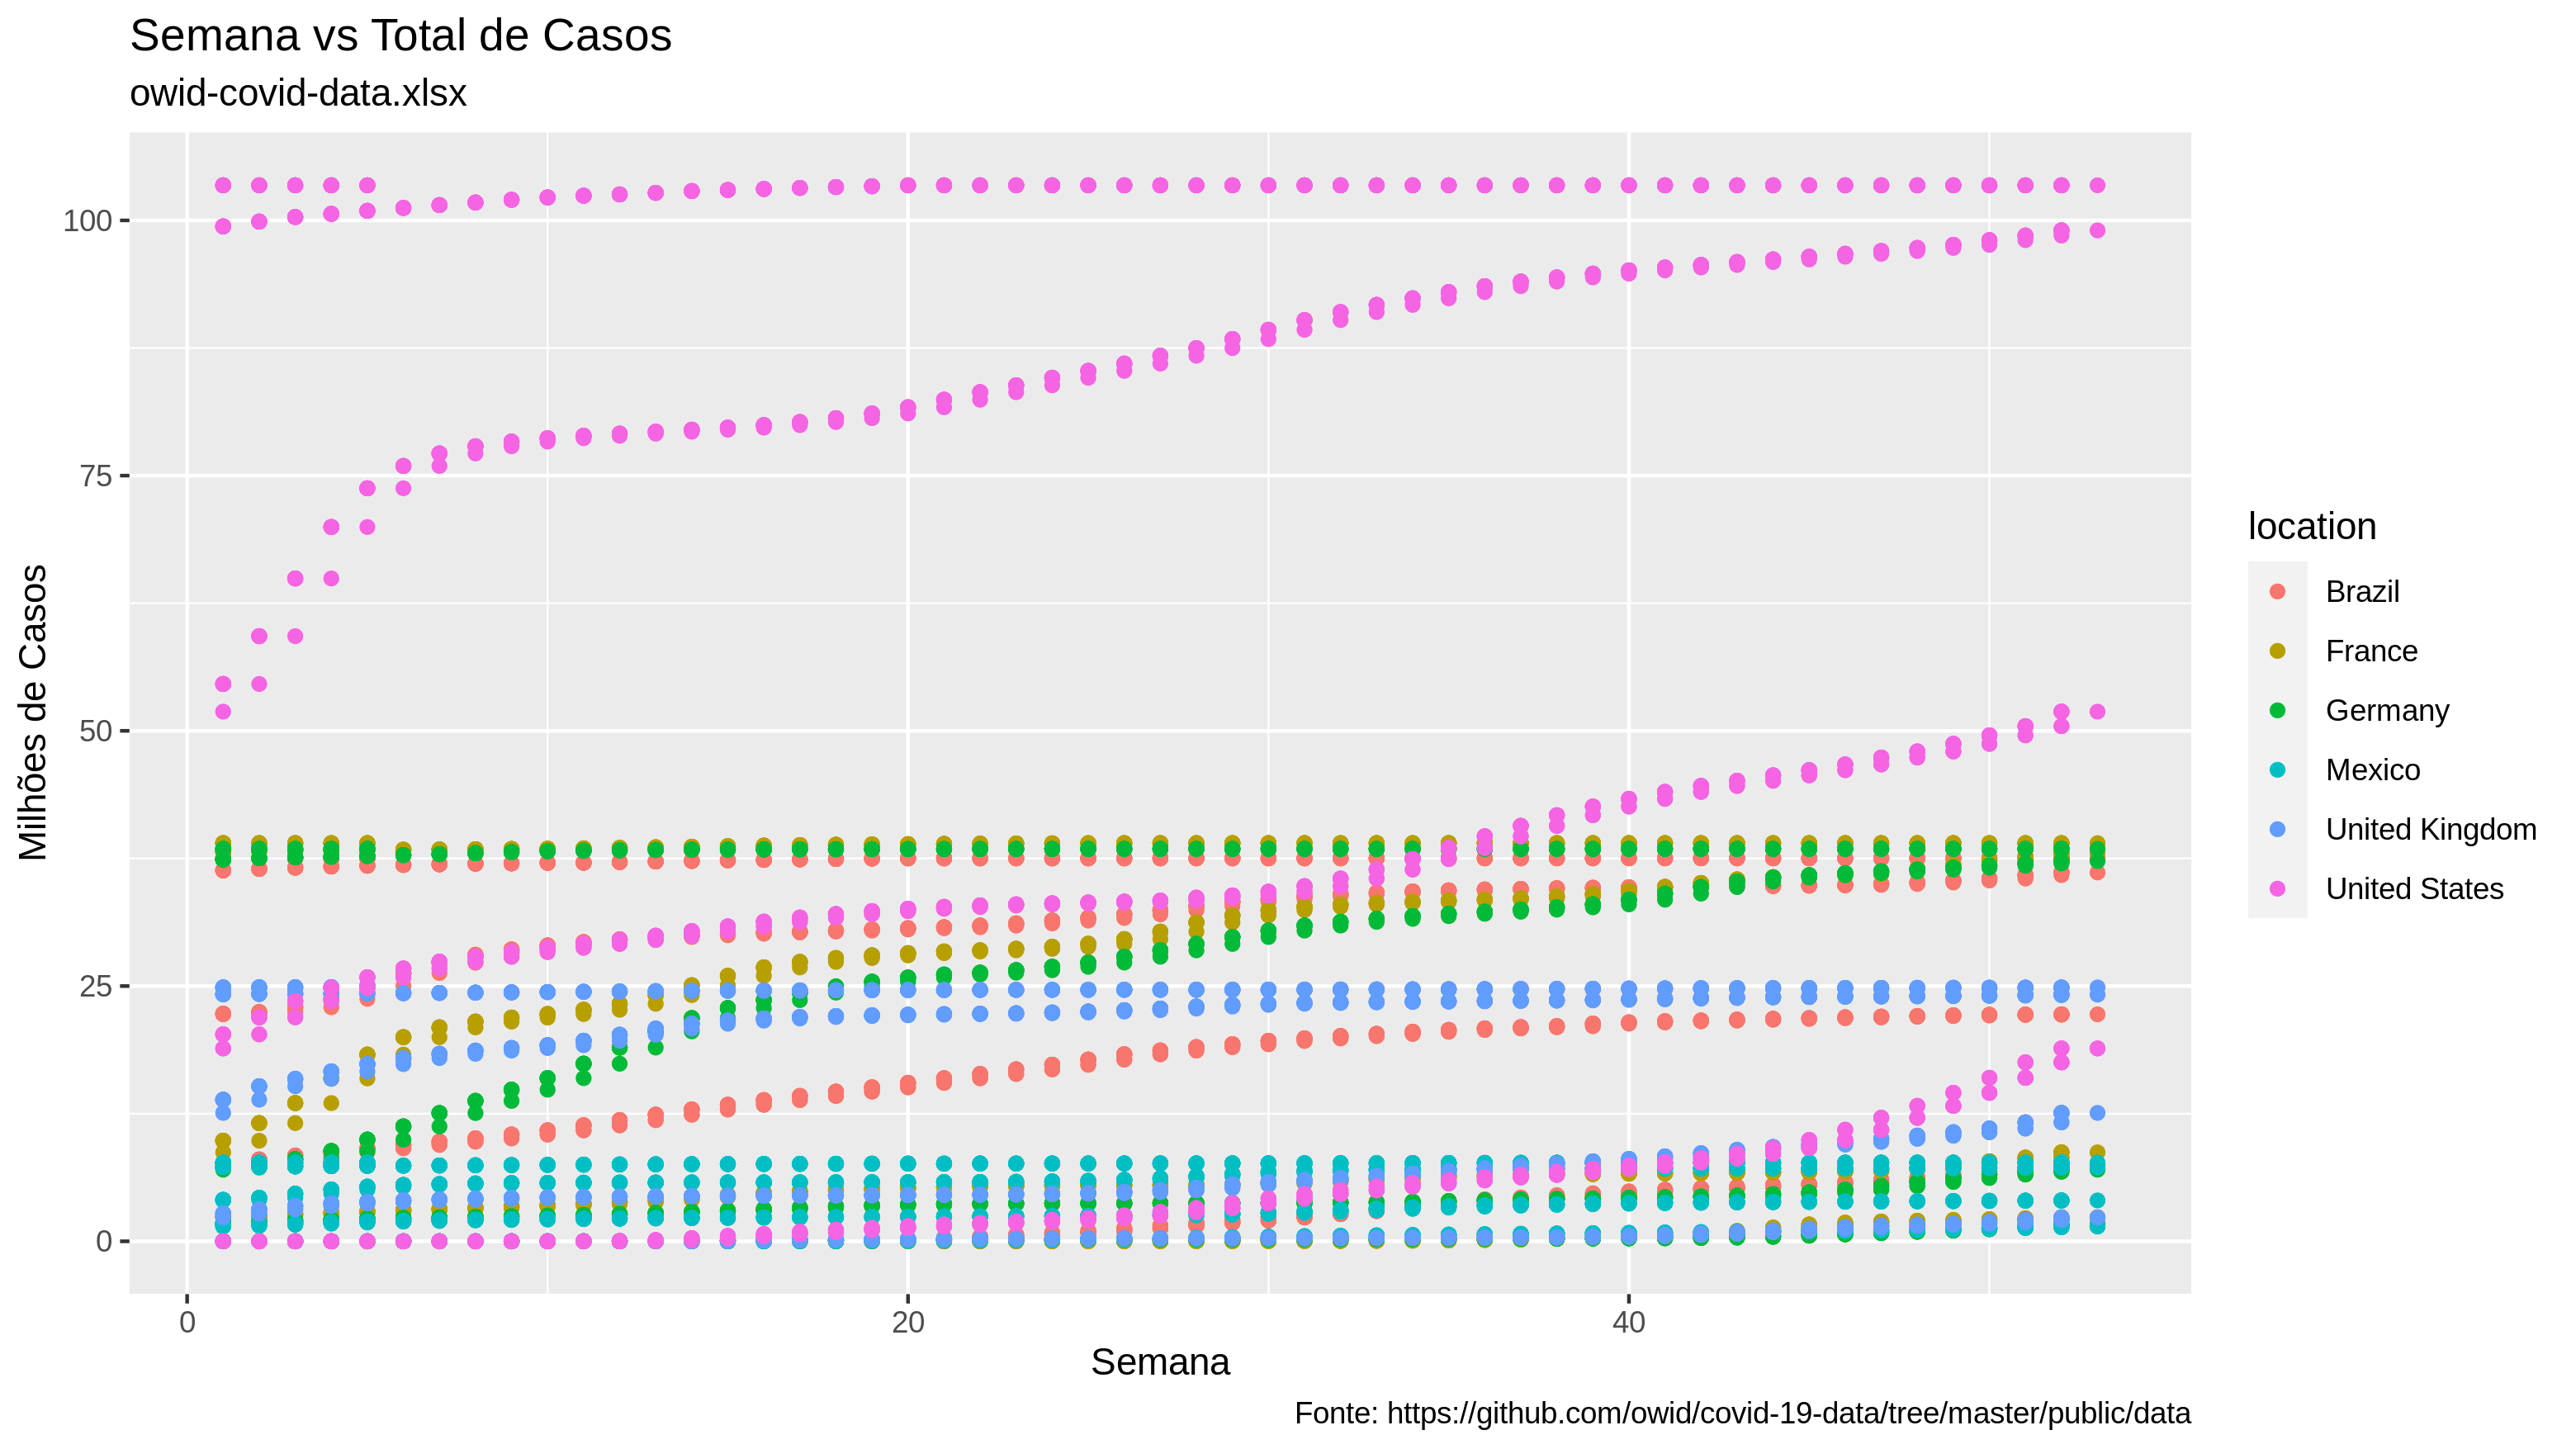 Semana vs Total de Casos
owid-covid-data.xlsx
Milhões de Casos
100
75
50
25
0
0
20
40
Semana
location
Brazil
France
Germany
Mexico
United Kingdom
United States
Fonte: https://github.com/owid/covid-19-data/tree/master/public/data